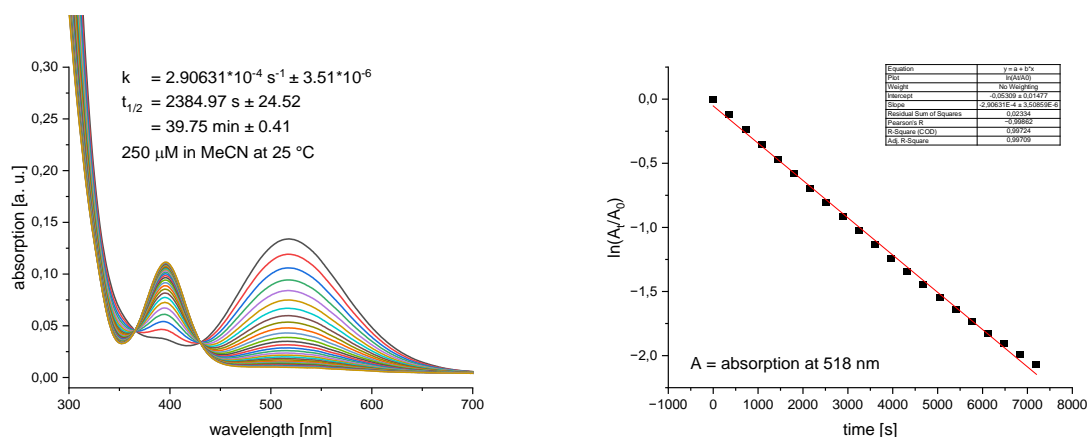 0,30
0,25
0,20
0,15
0,10
0,05
0,00
300
400
500
600
700
absorption [a. u.]
wavelength [nm]
k = 2.90631*10⁻⁴ s⁻¹ ± 3.51*10⁻⁶
t1/2 = 2384.97 s ± 24.52
= 39.75 min ± 0.41
250 μM in MeCN at 25 °C
0,0
−0,5
−1,0
−1,5
−2,0
−1000
0
1000
2000
3000
4000
5000
6000
7000
8000
ln(At/A0)
time [s]
A = absorption at 518 nm
Equation y = a + b*x
Plot ln(At/A0)
Weight No Weighting
Intercept -0,05309 ± 0,01477
Slope -2,90631E-4 ± 3,50859E-6
Residual Sum of Squares 0,02334
Pearson's R −0,99862
R-Square (COD) 0,99724
Adj. R-Square 0,99709